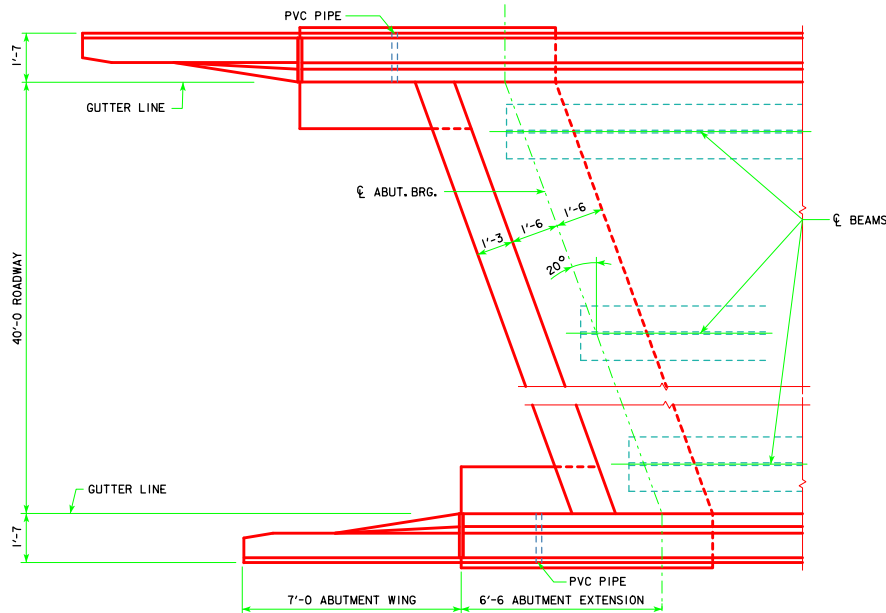 PVC PIPE
1'-7
GUTTER LINE
℄ ABUT. BRG.
1'-6
1'-6
1'-3
℄ BEAMS
20°
40'-0 ROADWAY
GUTTER LINE
1'-7
PVC PIPE
7'-0 ABUTMENT WING
6'-6 ABUTMENT EXTENSION